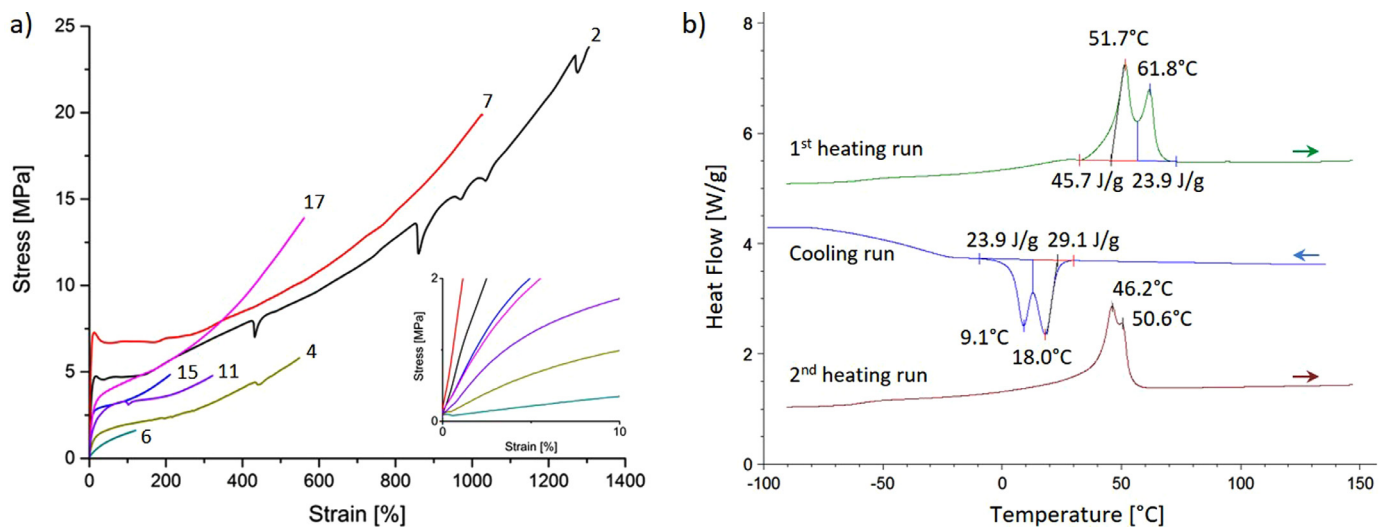 a)
25
20
15
10
5
0
Stress [MPa]
0
200
400
600
800
1000
1200
1400
Strain [%]
2
7
17
15
11
4
6
2
0
Stress [MPa]
0
10
Strain [%]
b)
8
6
4
2
0
Heat Flow [W/g]
51.7°C
61.8°C
1st heating run
45.7 J/g
23.9 J/g
23.9 J/g
29.1 J/g
Cooling run
9.1°C
18.0°C
46.2°C
50.6°C
2nd heating run
-100
-50
0
50
100
150
Temperature [°C]